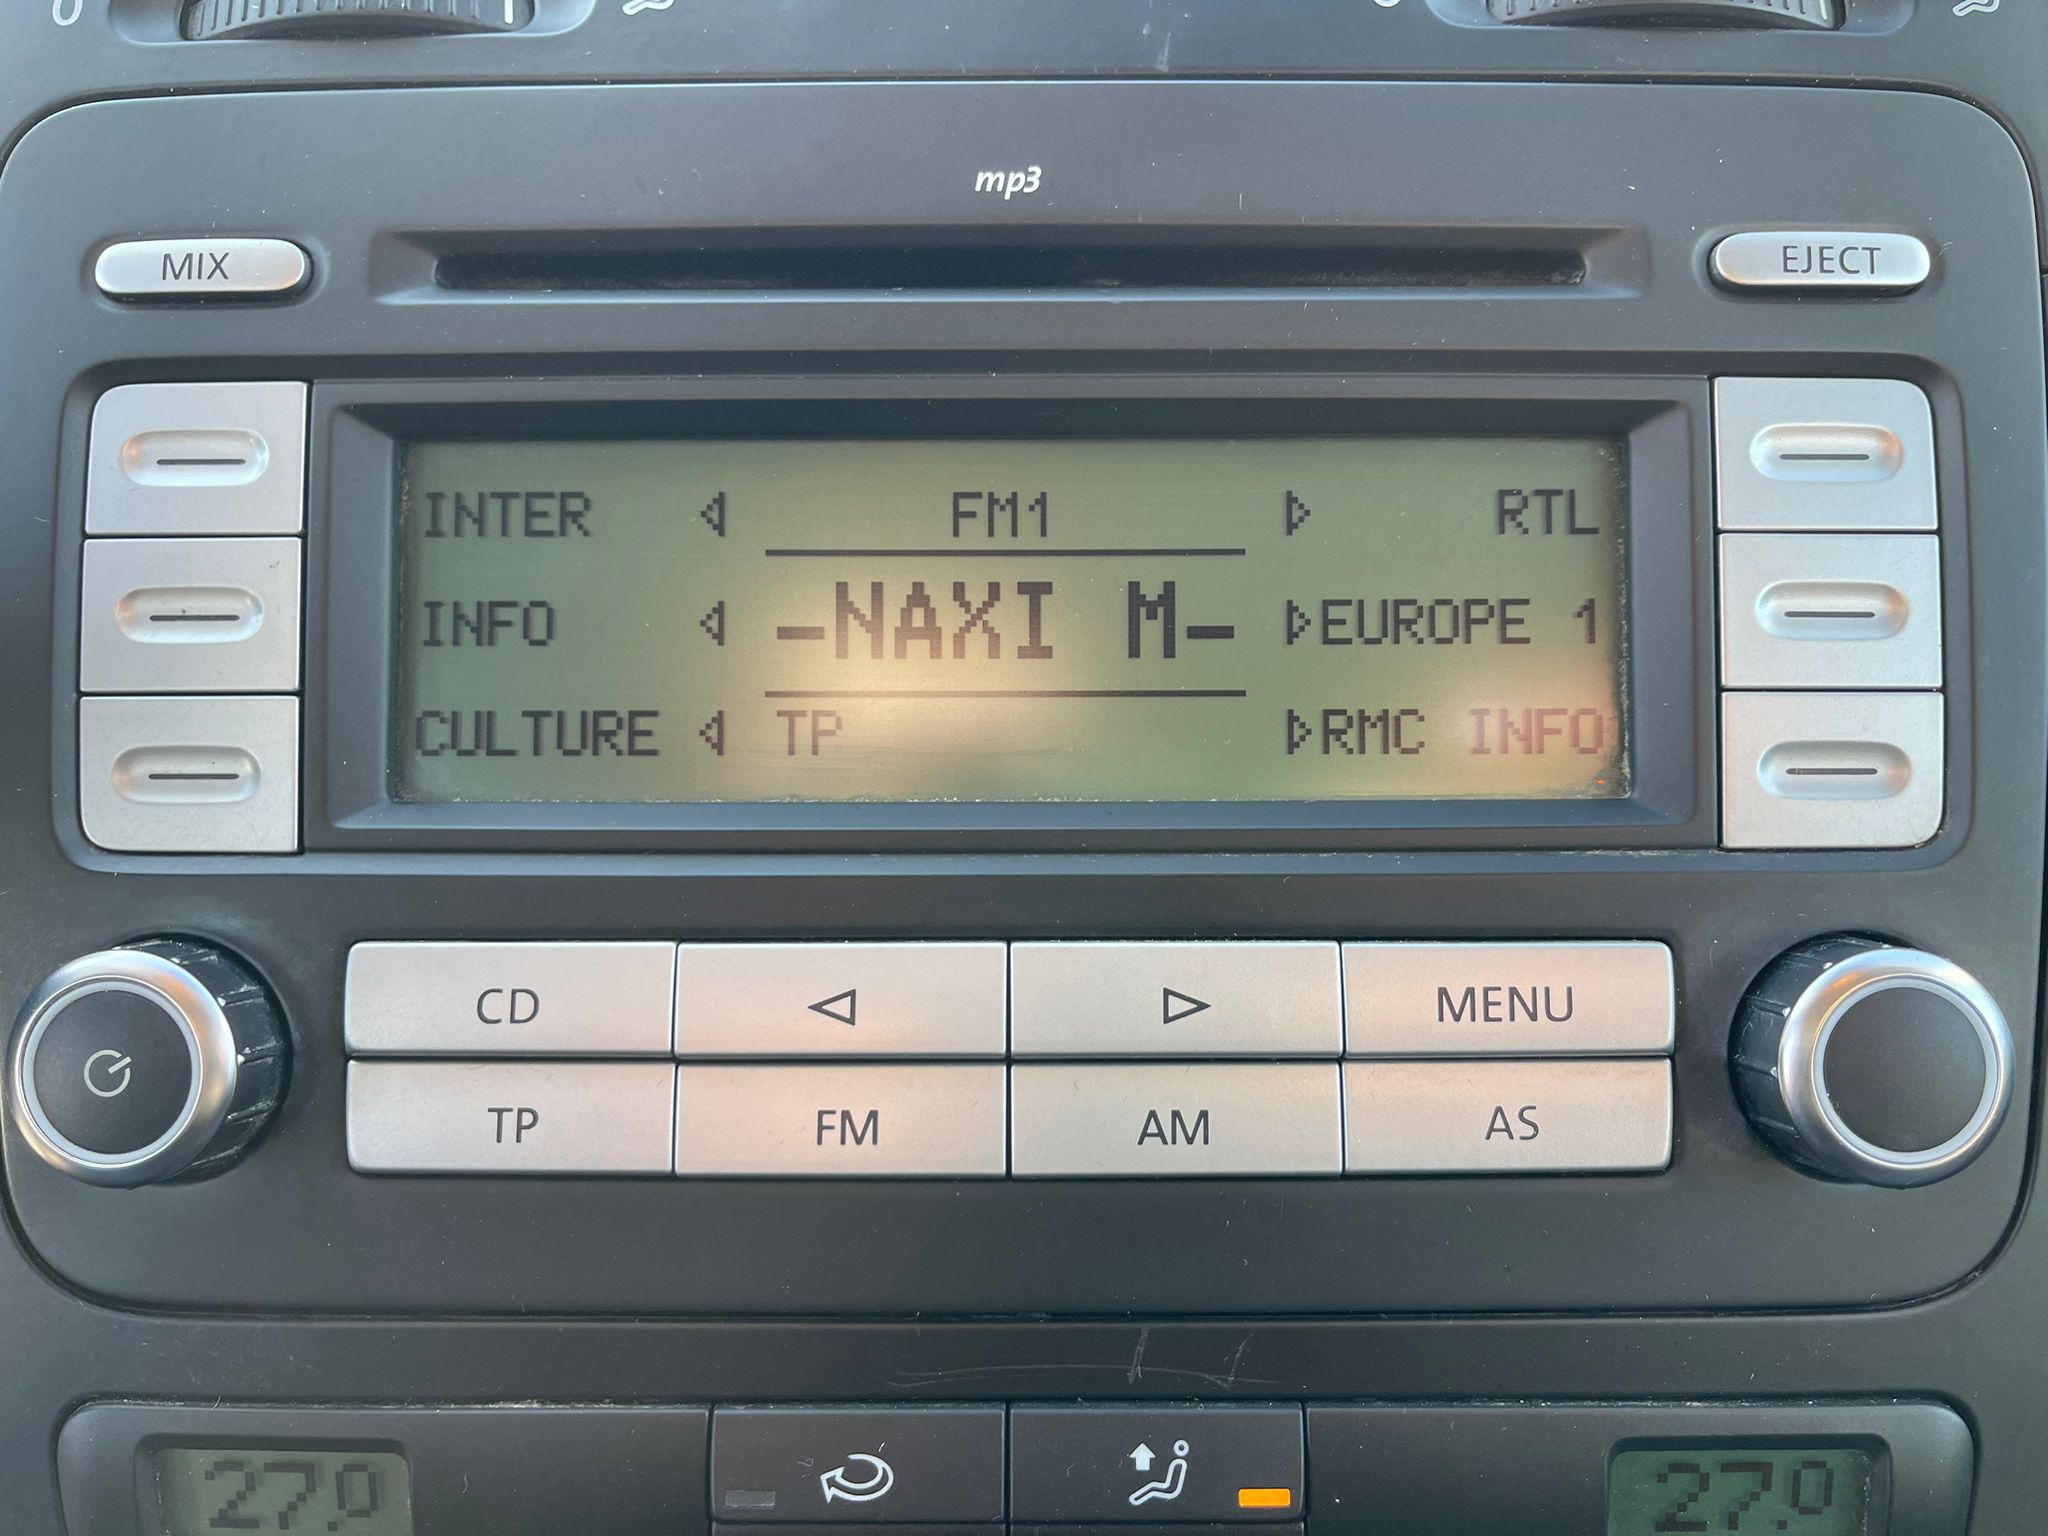 mp3
MIX
EJECT
INTER FM1 RTL
INFO -NAXI M- EUROPE 1
CULTURE TP RMC INFO
CD MENU
TP FM AM AS
27.0 27.0